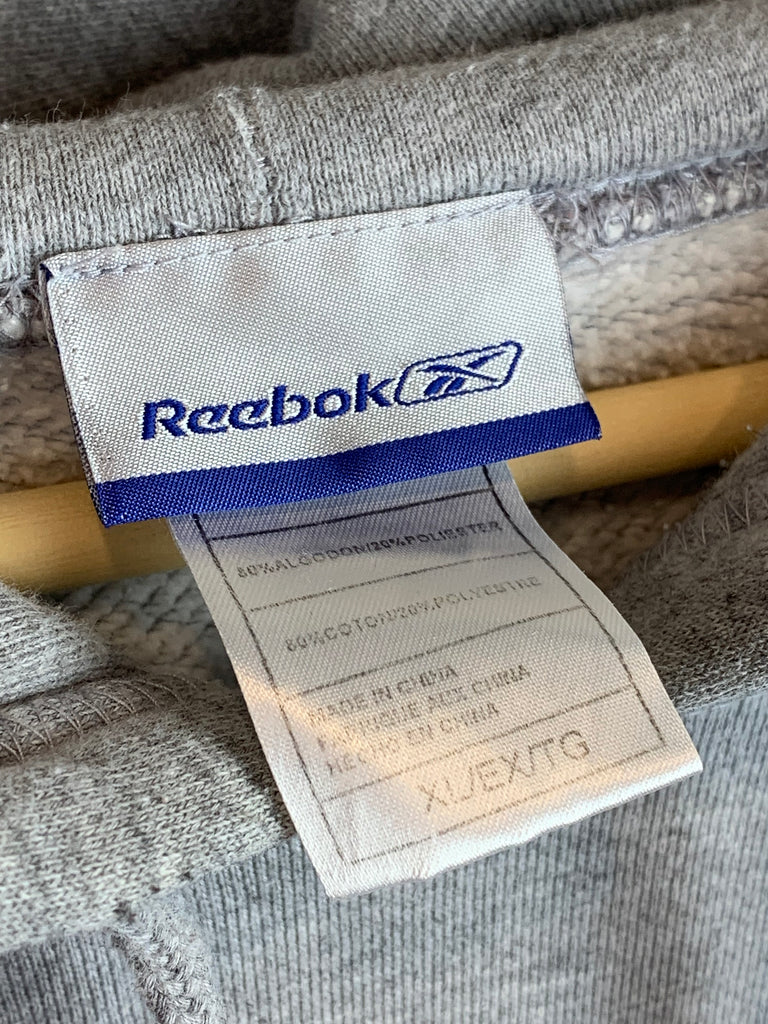 Reebok
80%ALGODON/20%POLIESTER
80%COTON/20%POLYESTRE
MADE IN CHINA
FABRIQUE AUX CHINA
HECHO EN CHINA
XL/EX/TG